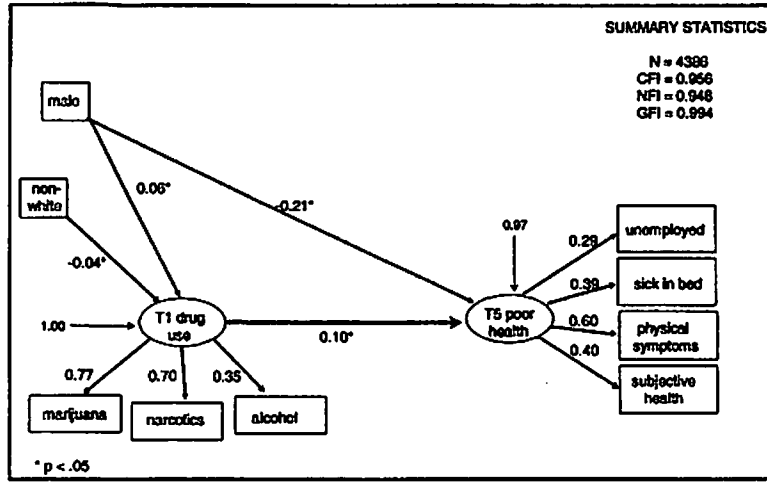 SUMMARY STATISTICS
N = 4386
CFI = 0.956
NFI = 0.948
GFI = 0.994
male
non-
white
0.06*
-0.21*
-0.04*
0.97
unemployed
0.29
sick in bed
0.39
1.00
T1 drug
use
0.10*
T5 poor
health
0.60
physical
symptoms
0.40
subjective
health
0.77
0.70
0.35
marijuana
narcotics
alcohol
* p < .05